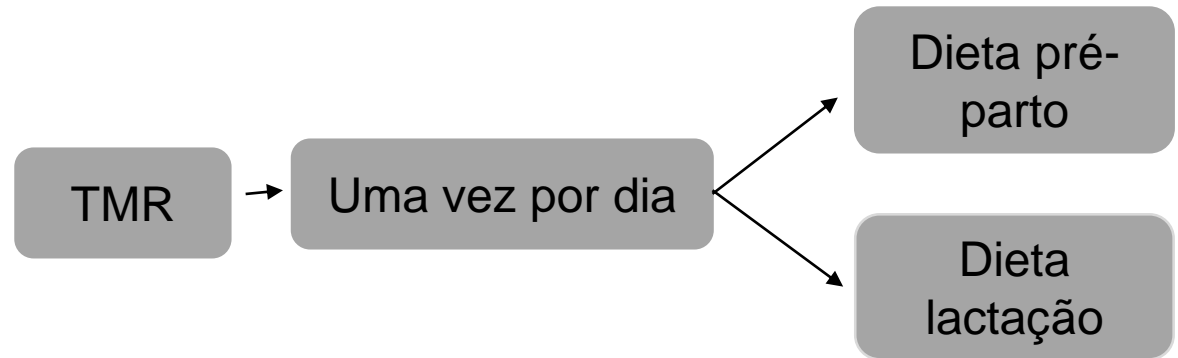 TMR
Uma vez por dia
Dieta pré-
parto
Dieta
lactação